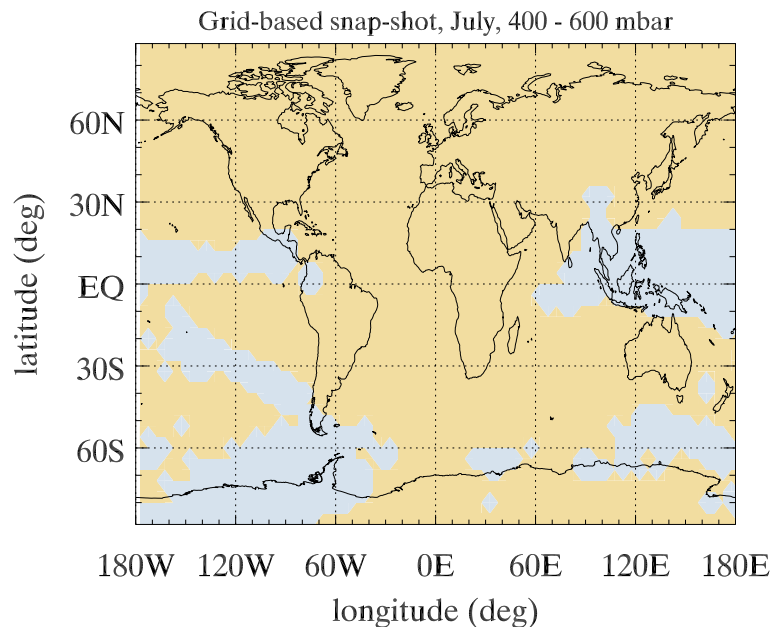 Grid-based snap-shot, July, 400 - 600 mbar
latitude (deg)
60N
30N
EQ
30S
60S
180W 120W 60W 0E 60E 120E 180E
longitude (deg)